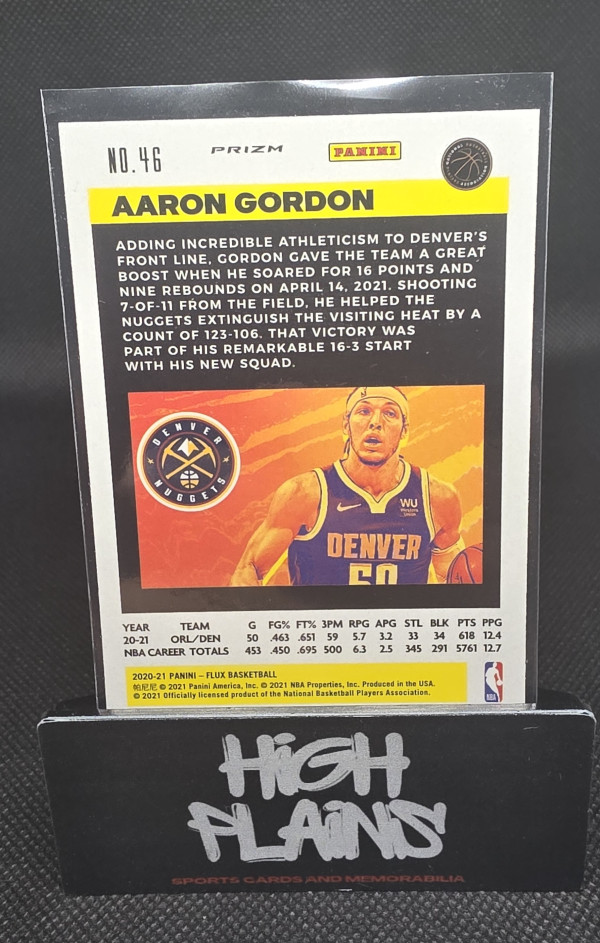 NO.46
PRIZM
PANINI
NATIONAL BASKETBALL
AARON GORDON
ADDING INCREDIBLE ATHLETICISM TO DENVER'S
FRONT LINE, GORDON GAVE THE TEAM A GREAT
BOOST WHEN HE SOARED FOR 16 POINTS AND
NINE REBOUNDS ON APRIL 14, 2021. SHOOTING
7-OF-11 FROM THE FIELD, HE HELPED THE
NUGGETS EXTINGUISH THE VISITING HEAT BY A
COUNT OF 123-106. THAT VICTORY WAS
PART OF HIS REMARKABLE 16-3 START
WITH HIS NEW SQUAD.
DENVER
NUGGETS
WU
DENVER
50
YEAR TEAM G FG% FT% 3PM RPG APG STL BLK PTS PPG
20-21 ORL/DEN 50 .463 .651 59 5.7 3.2 33 34 618 12.4
NBA CAREER TOTALS 453 .450 .695 500 6.3 2.5 345 291 5761 12.7
2020-21 PANINI – FLUX BASKETBALL
帕尼尼 © 2021 Panini America, Inc. © 2021 NBA Properties, Inc. Produced in the USA.
© 2021 Officially licensed product of the National Basketball Players Association.
NBA
HiGH
PLAiNS
SPORTS CARDS AND MEMORABILIA